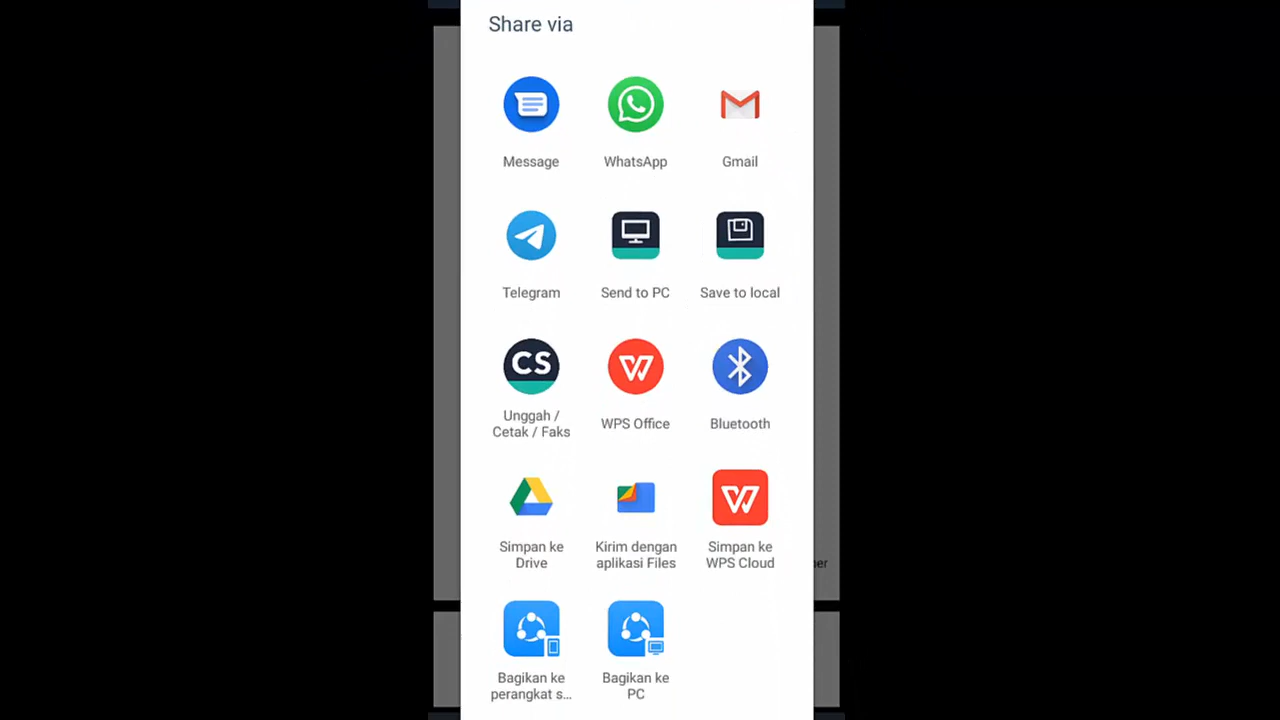 Share via
Message
WhatsApp
Gmail
Telegram
Send to PC
Save to local
CS
Unggah /
Cetak / Faks
WPS Office
Bluetooth
Simpan ke
Drive
Kirim dengan
aplikasi Files
Simpan ke
WPS Cloud
Bagikan ke
perangkat s...
Bagikan ke
PC